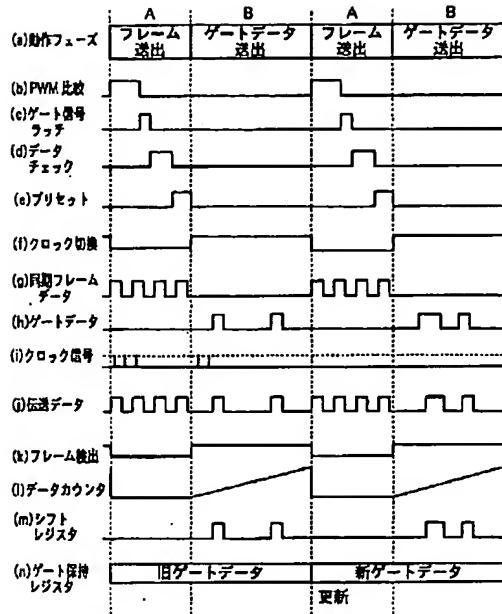 A B A B
(a)動作フェーズ フレーム送出 ゲートデータ送出 フレーム送出 ゲートデータ送出
(b)PWM比較
(c)ゲート信号
ラッチ
(d)データ
チェック
(e)プリセット
(f)クロック切換
(g)同期フレーム
データ
(h)ゲートデータ
(i)クロック信号
(j)伝送データ
(k)フレーム検出
(l)データカウンタ
(m)シフト
レジスタ
(n)ゲート保持
レジスタ
旧ゲートデータ 新ゲートデータ
更新